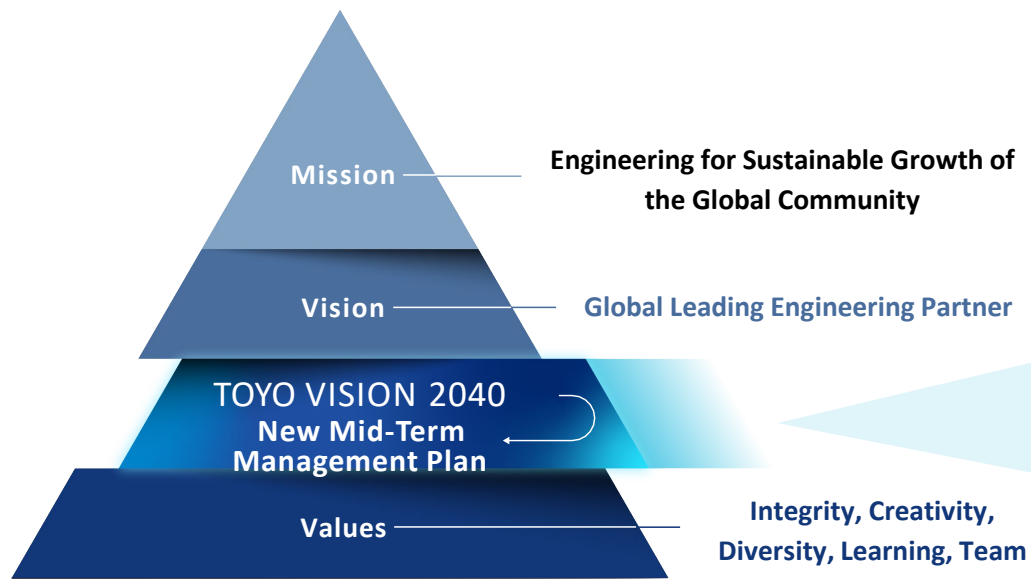 Mission
Engineering for Sustainable Growth of
the Global Community
Vision
Global Leading Engineering Partner
TOYO VISION 2040
New Mid-Term
Management Plan
Values
Integrity, Creativity,
Diversity, Learning, Team